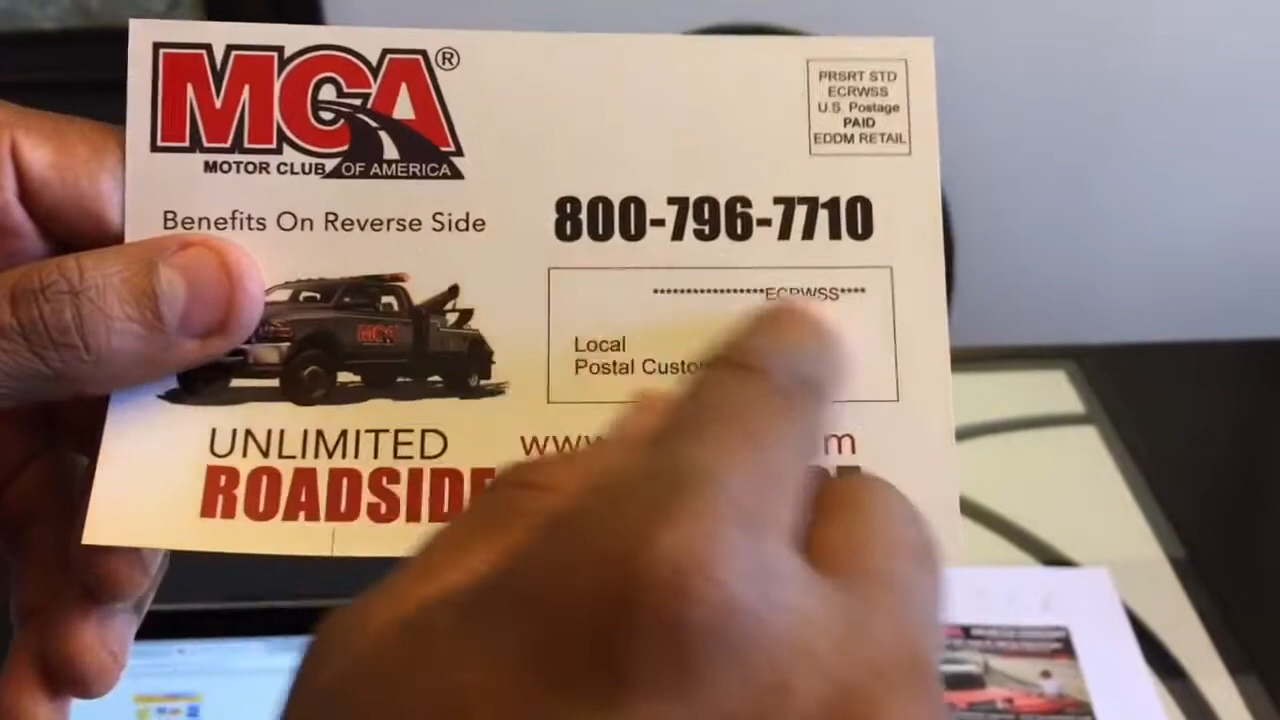 MCA®
MOTOR CLUB OF AMERICA
PRSRT STD
ECRWSS
U.S. Postage
PAID
EDDM RETAIL
Benefits On Reverse Side
800-796-7710
****************ECRWSS****
Local
Postal
MCA
UNLIMITED
ROADSIDE